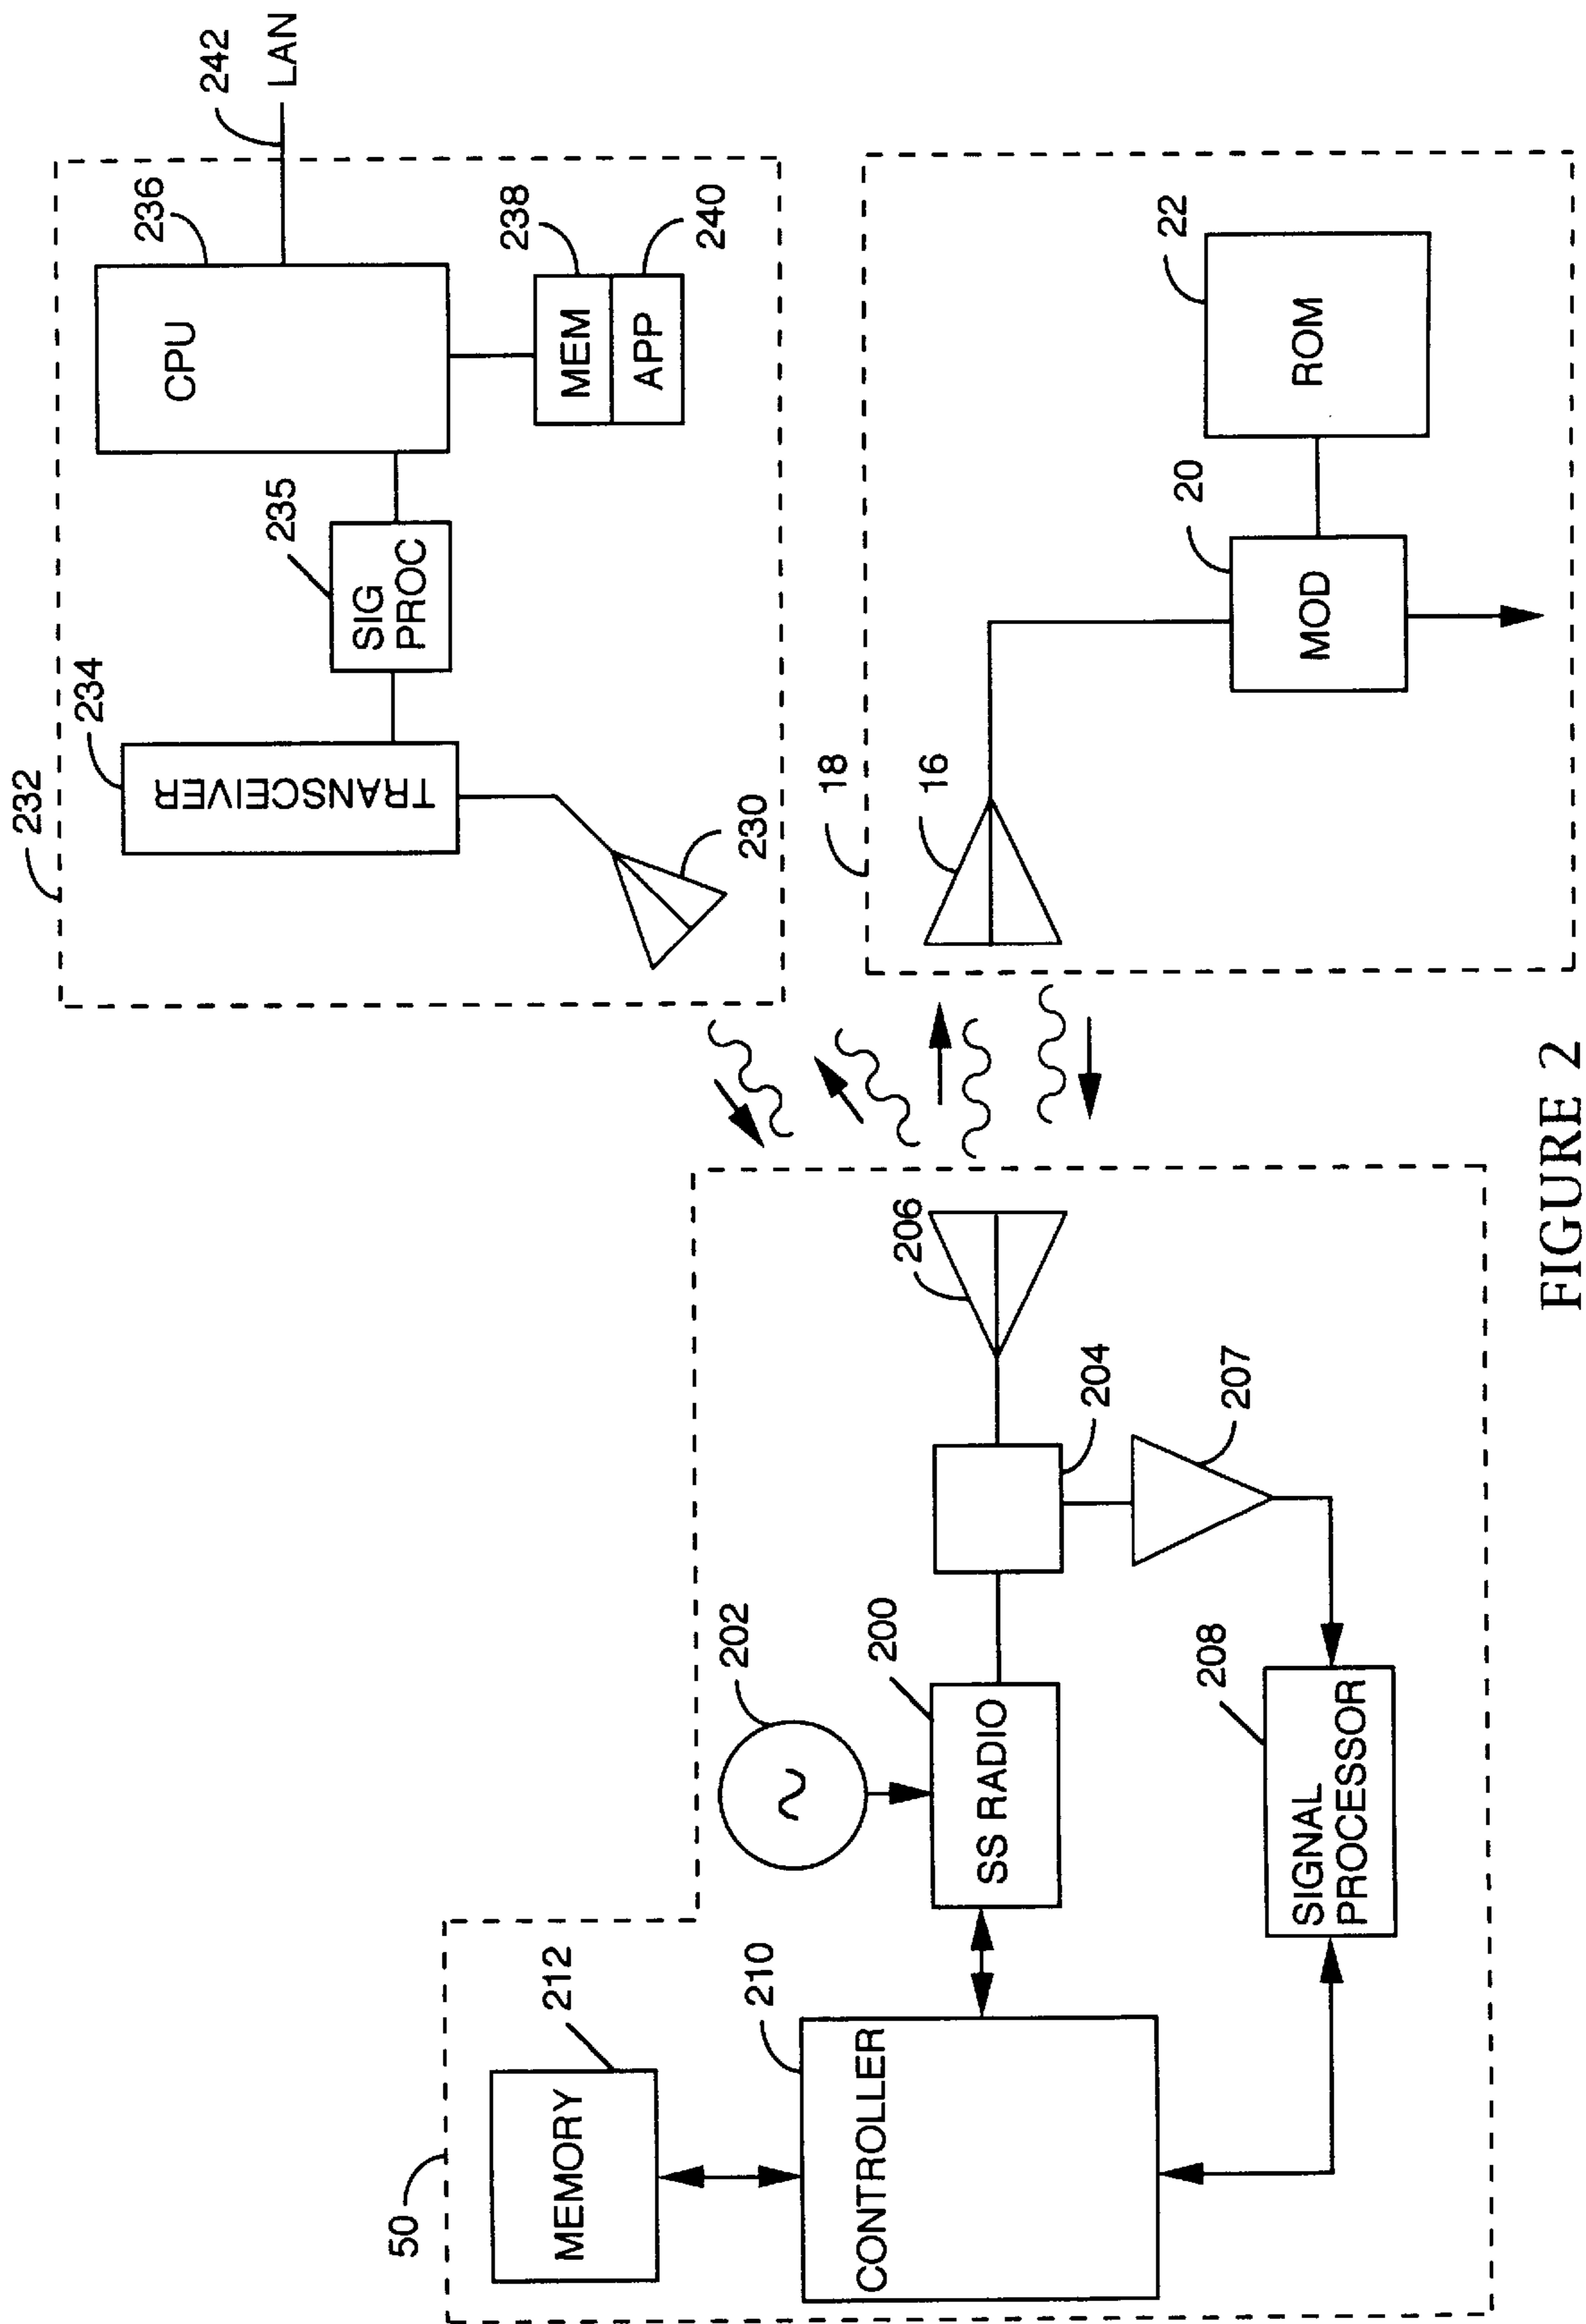 232
234
TRANSCEIVER
230
235
SIG
PROC
236
CPU
242
LAN
238
MEM
APP
240
18
16
20
MOD
22
ROM
50
MEMORY
212
CONTROLLER
210
202
SS RADIO
200
204
206
207
SIGNAL
PROCESSOR
208
FIGURE 2